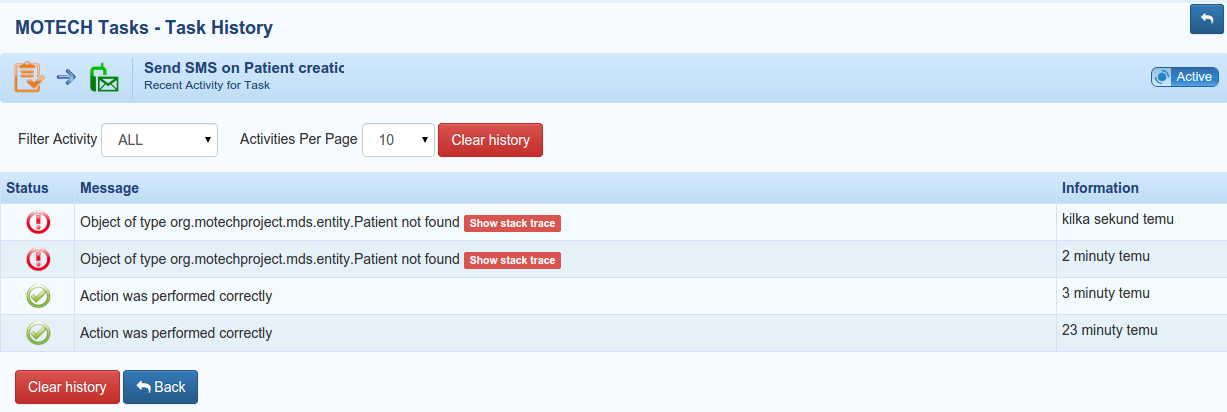 MOTECH Tasks - Task History
Send SMS on Patient creatic
Recent Activity for Task
Active
Filter Activity ALL Activities Per Page 10 Clear history
Status Message Information
Object of type org.motechproject.mds.entity.Patient not found Show stack trace kilka sekund temu
Object of type org.motechproject.mds.entity.Patient not found Show stack trace 2 minuty temu
Action was performed correctly 3 minuty temu
Action was performed correctly 23 minuty temu
Clear history Back